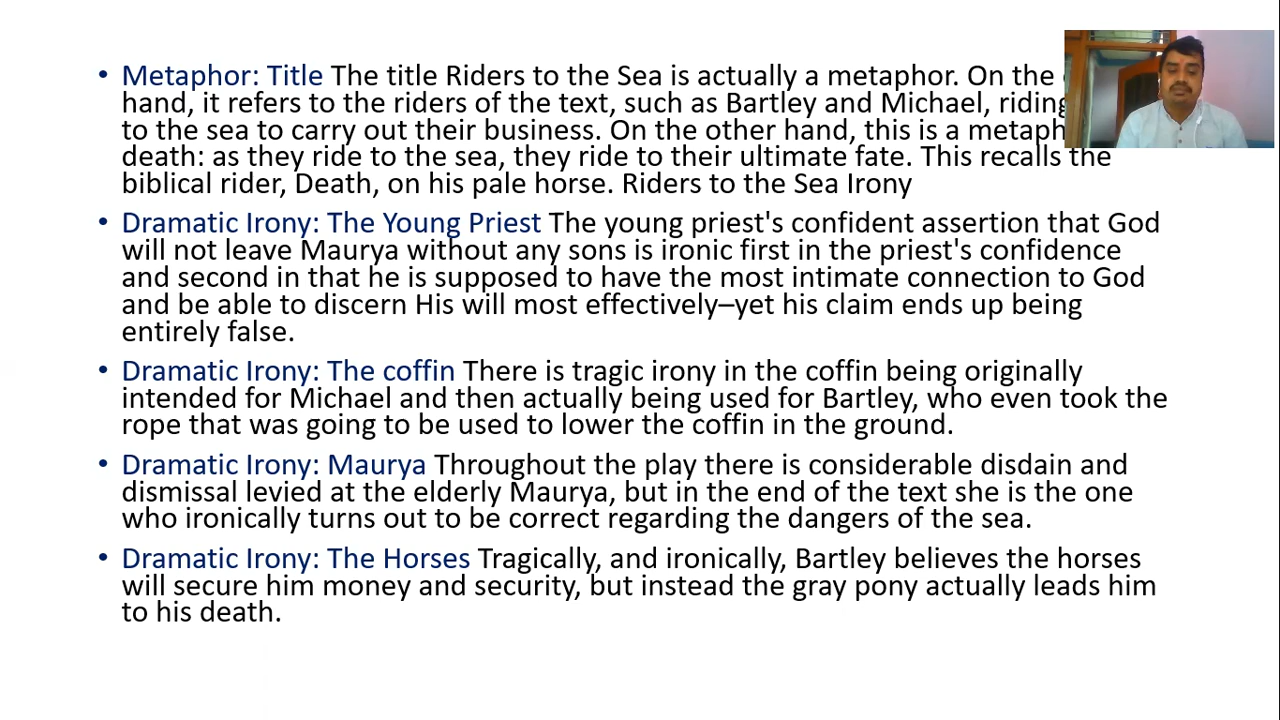 • Metaphor: Title The title Riders to the Sea is actually a metaphor. On the
hand, it refers to the riders of the text, such as Bartley and Michael, riding
to the sea to carry out their business. On the other hand, this is a metaph
death: as they ride to the sea, they ride to their ultimate fate. This recalls the
biblical rider, Death, on his pale horse. Riders to the Sea Irony
• Dramatic Irony: The Young Priest The young priest's confident assertion that God
will not leave Maurya without any sons is ironic first in the priest's confidence
and second in that he is supposed to have the most intimate connection to God
and be able to discern His will most effectively–yet his claim ends up being
entirely false.
• Dramatic Irony: The coffin There is tragic irony in the coffin being originally
intended for Michael and then actually being used for Bartley, who even took the
rope that was going to be used to lower the coffin in the ground.
• Dramatic Irony: Maurya Throughout the play there is considerable disdain and
dismissal levied at the elderly Maurya, but in the end of the text she is the one
who ironically turns out to be correct regarding the dangers of the sea.
• Dramatic Irony: The Horses Tragically, and ironically, Bartley believes the horses
will secure him money and security, but instead the gray pony actually leads him
to his death.